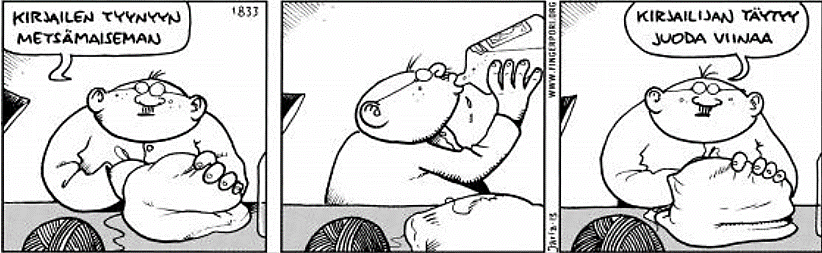 KIRJAILEN TYYNYYN
METSÄMAISEMAN
1833
WWW.FINGERPORI.ORG
KIRJAILIJAN TÄYTYY
JUODA VIINAA